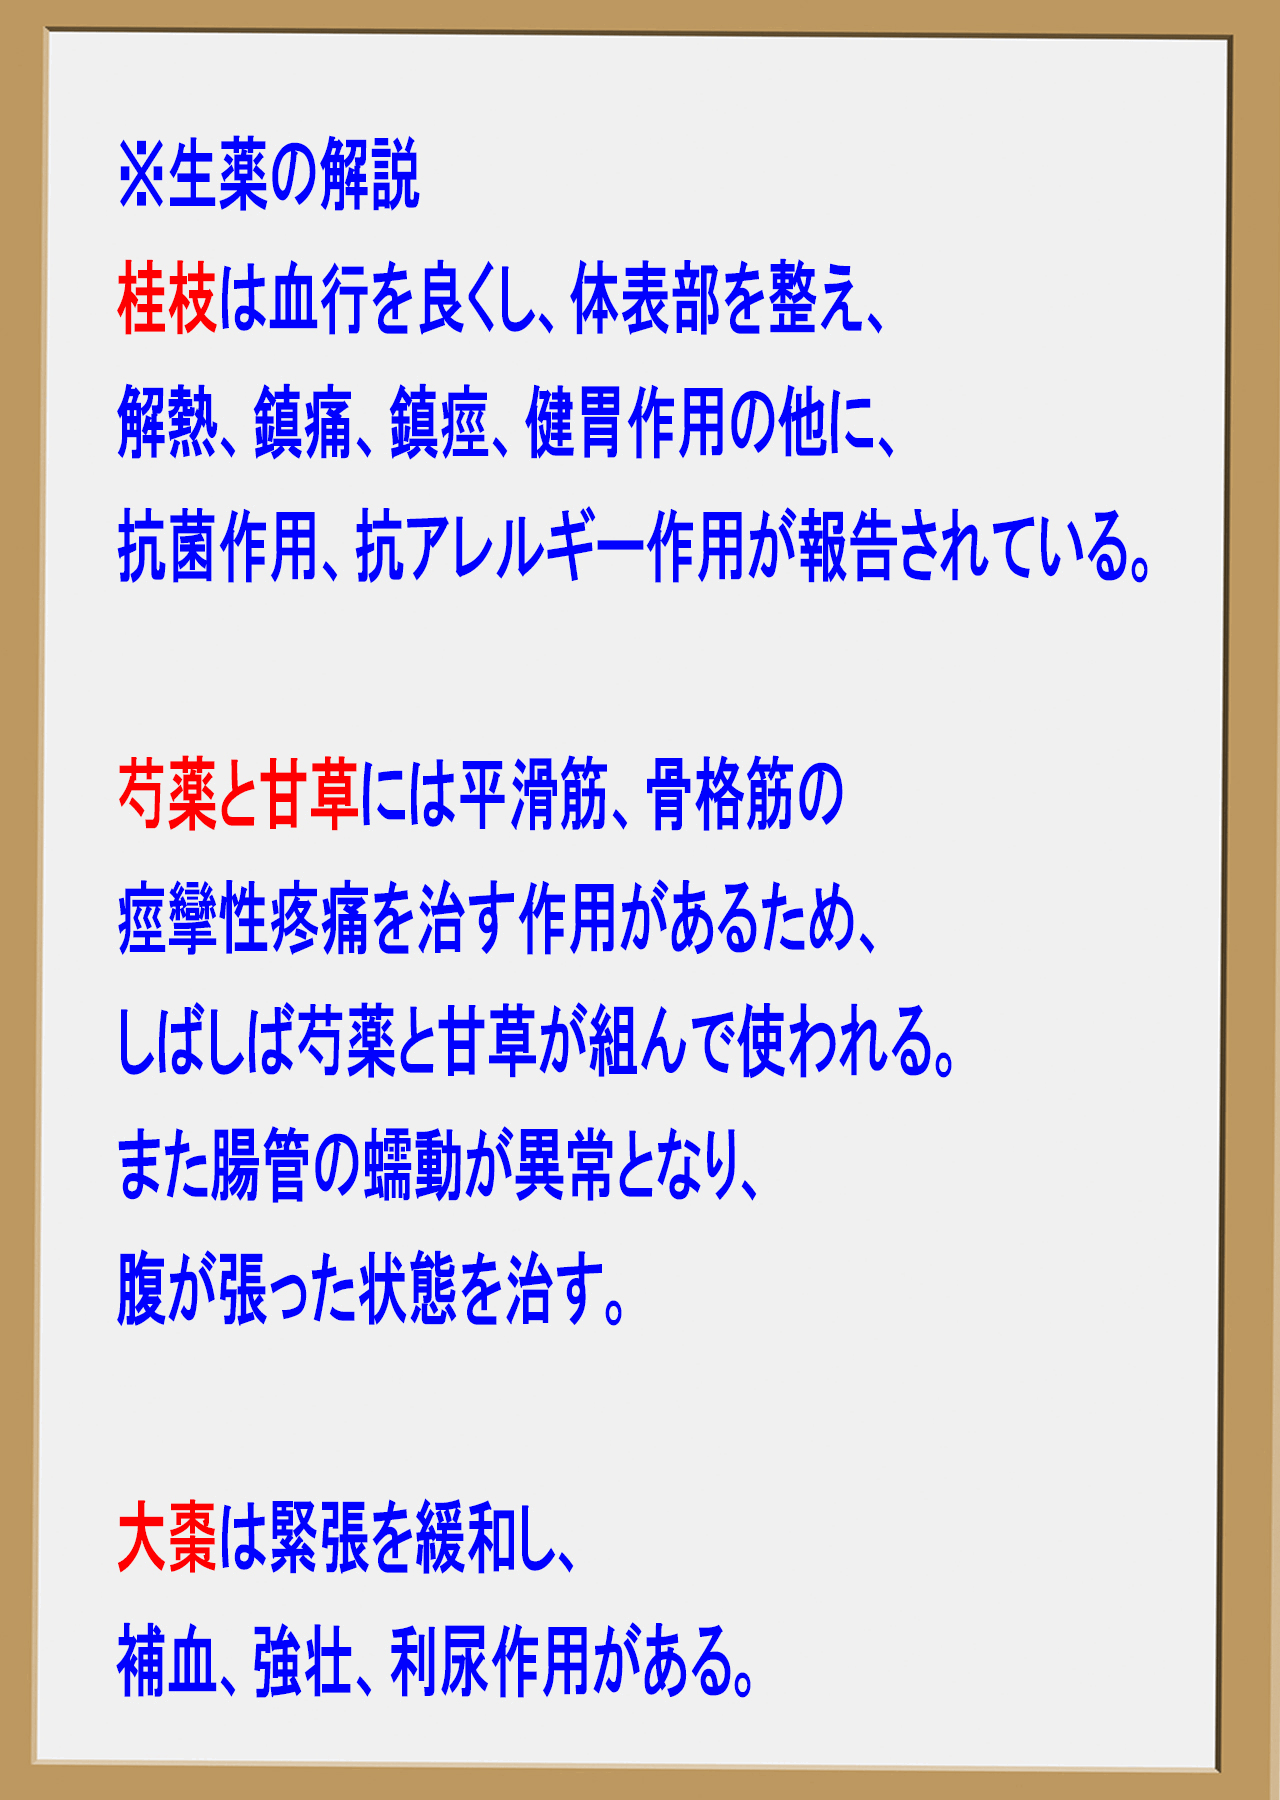 ※生薬の解説
桂枝は血行を良くし、体表部を整え、
解熱、鎮痛、鎮痙、健胃作用の他に、
抗菌作用、抗アレルギー作用が報告されている。
芍薬と甘草には平滑筋、骨格筋の
痙攣性疼痛を治す作用があるため、
しばしば芍薬と甘草が組んで使われる。
また腸管の蠕動が異常となり、
腹が張った状態を治す。
大棗は緊張を緩和し、
補血、強壮、利尿作用がある。